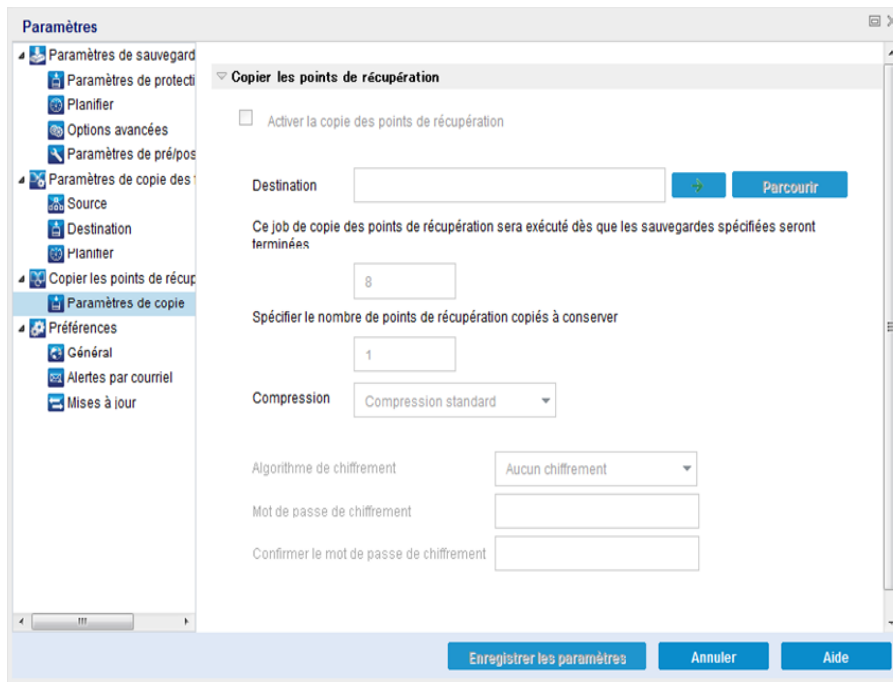 Paramètres
Paramètres de sauvegard
Paramètres de protecti
Planifier
Options avancées
Paramètres de pré/pos
Paramètres de copie des f
Source
Destination
Planifier
Copier les points de récup
Paramètres de copie
Préférences
Général
Alertes par courriel
Mises à jour
Copier les points de récupération
Activer la copie des points de récupération
Destination
Parcourir
Ce job de copie des points de récupération sera exécuté dès que les sauvegardes spécifiées seront
terminées
8
Spécifier le nombre de points de récupération copiés à conserver
1
Compression
Compression standard
Algorithme de chiffrement
Aucun chiffrement
Mot de passe de chiffrement
Confirmer le mot de passe de chiffrement
Enregistrer les paramètres
Annuler
Aide